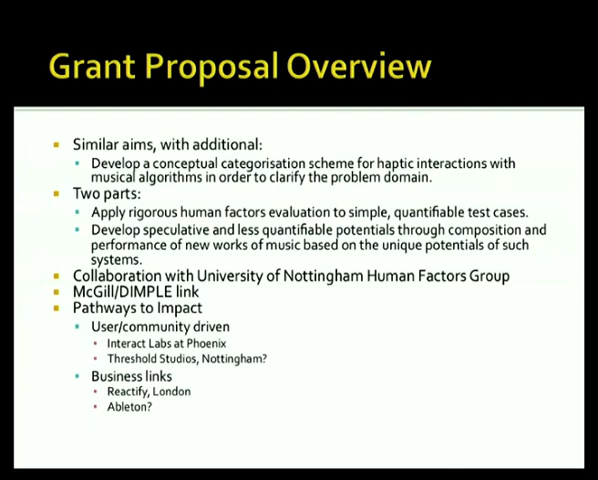 Grant Proposal Overview
Similar aims, with additional:
Develop a conceptual categorisation scheme for haptic interactions with
musical algorithms in order to clarify the problem domain.
Two parts:
Apply rigorous human factors evaluation to simple, quantifiable test cases.
Develop speculative and less quantifiable potentials through composition and
performance of new works of music based on the unique potentials of such
systems.
Collaboration with University of Nottingham Human Factors Group
McGill/DIMPLE link
Pathways to Impact
User/community driven
Interact Labs at Phoenix
Threshold Studios, Nottingham?
Business links
Reactify, London
Ableton?